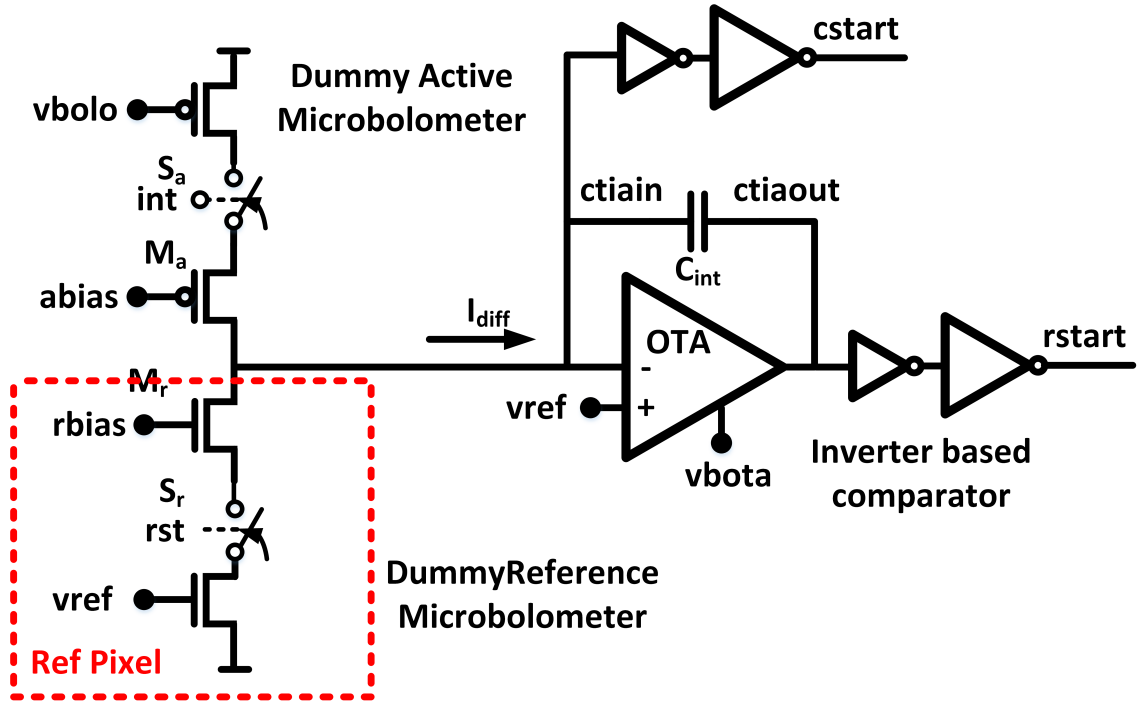 cstart
Dummy Active
Microbolometer
vbolo
Sa
int
ctiain
ctiaout
Ma
Cint
abias
Idiff
OTA
rstart
-
Mr
vref
+
rbias
Inverter based
comparator
vbota
Sr
rst
DummyReference
Microbolometer
vref
Ref Pixel